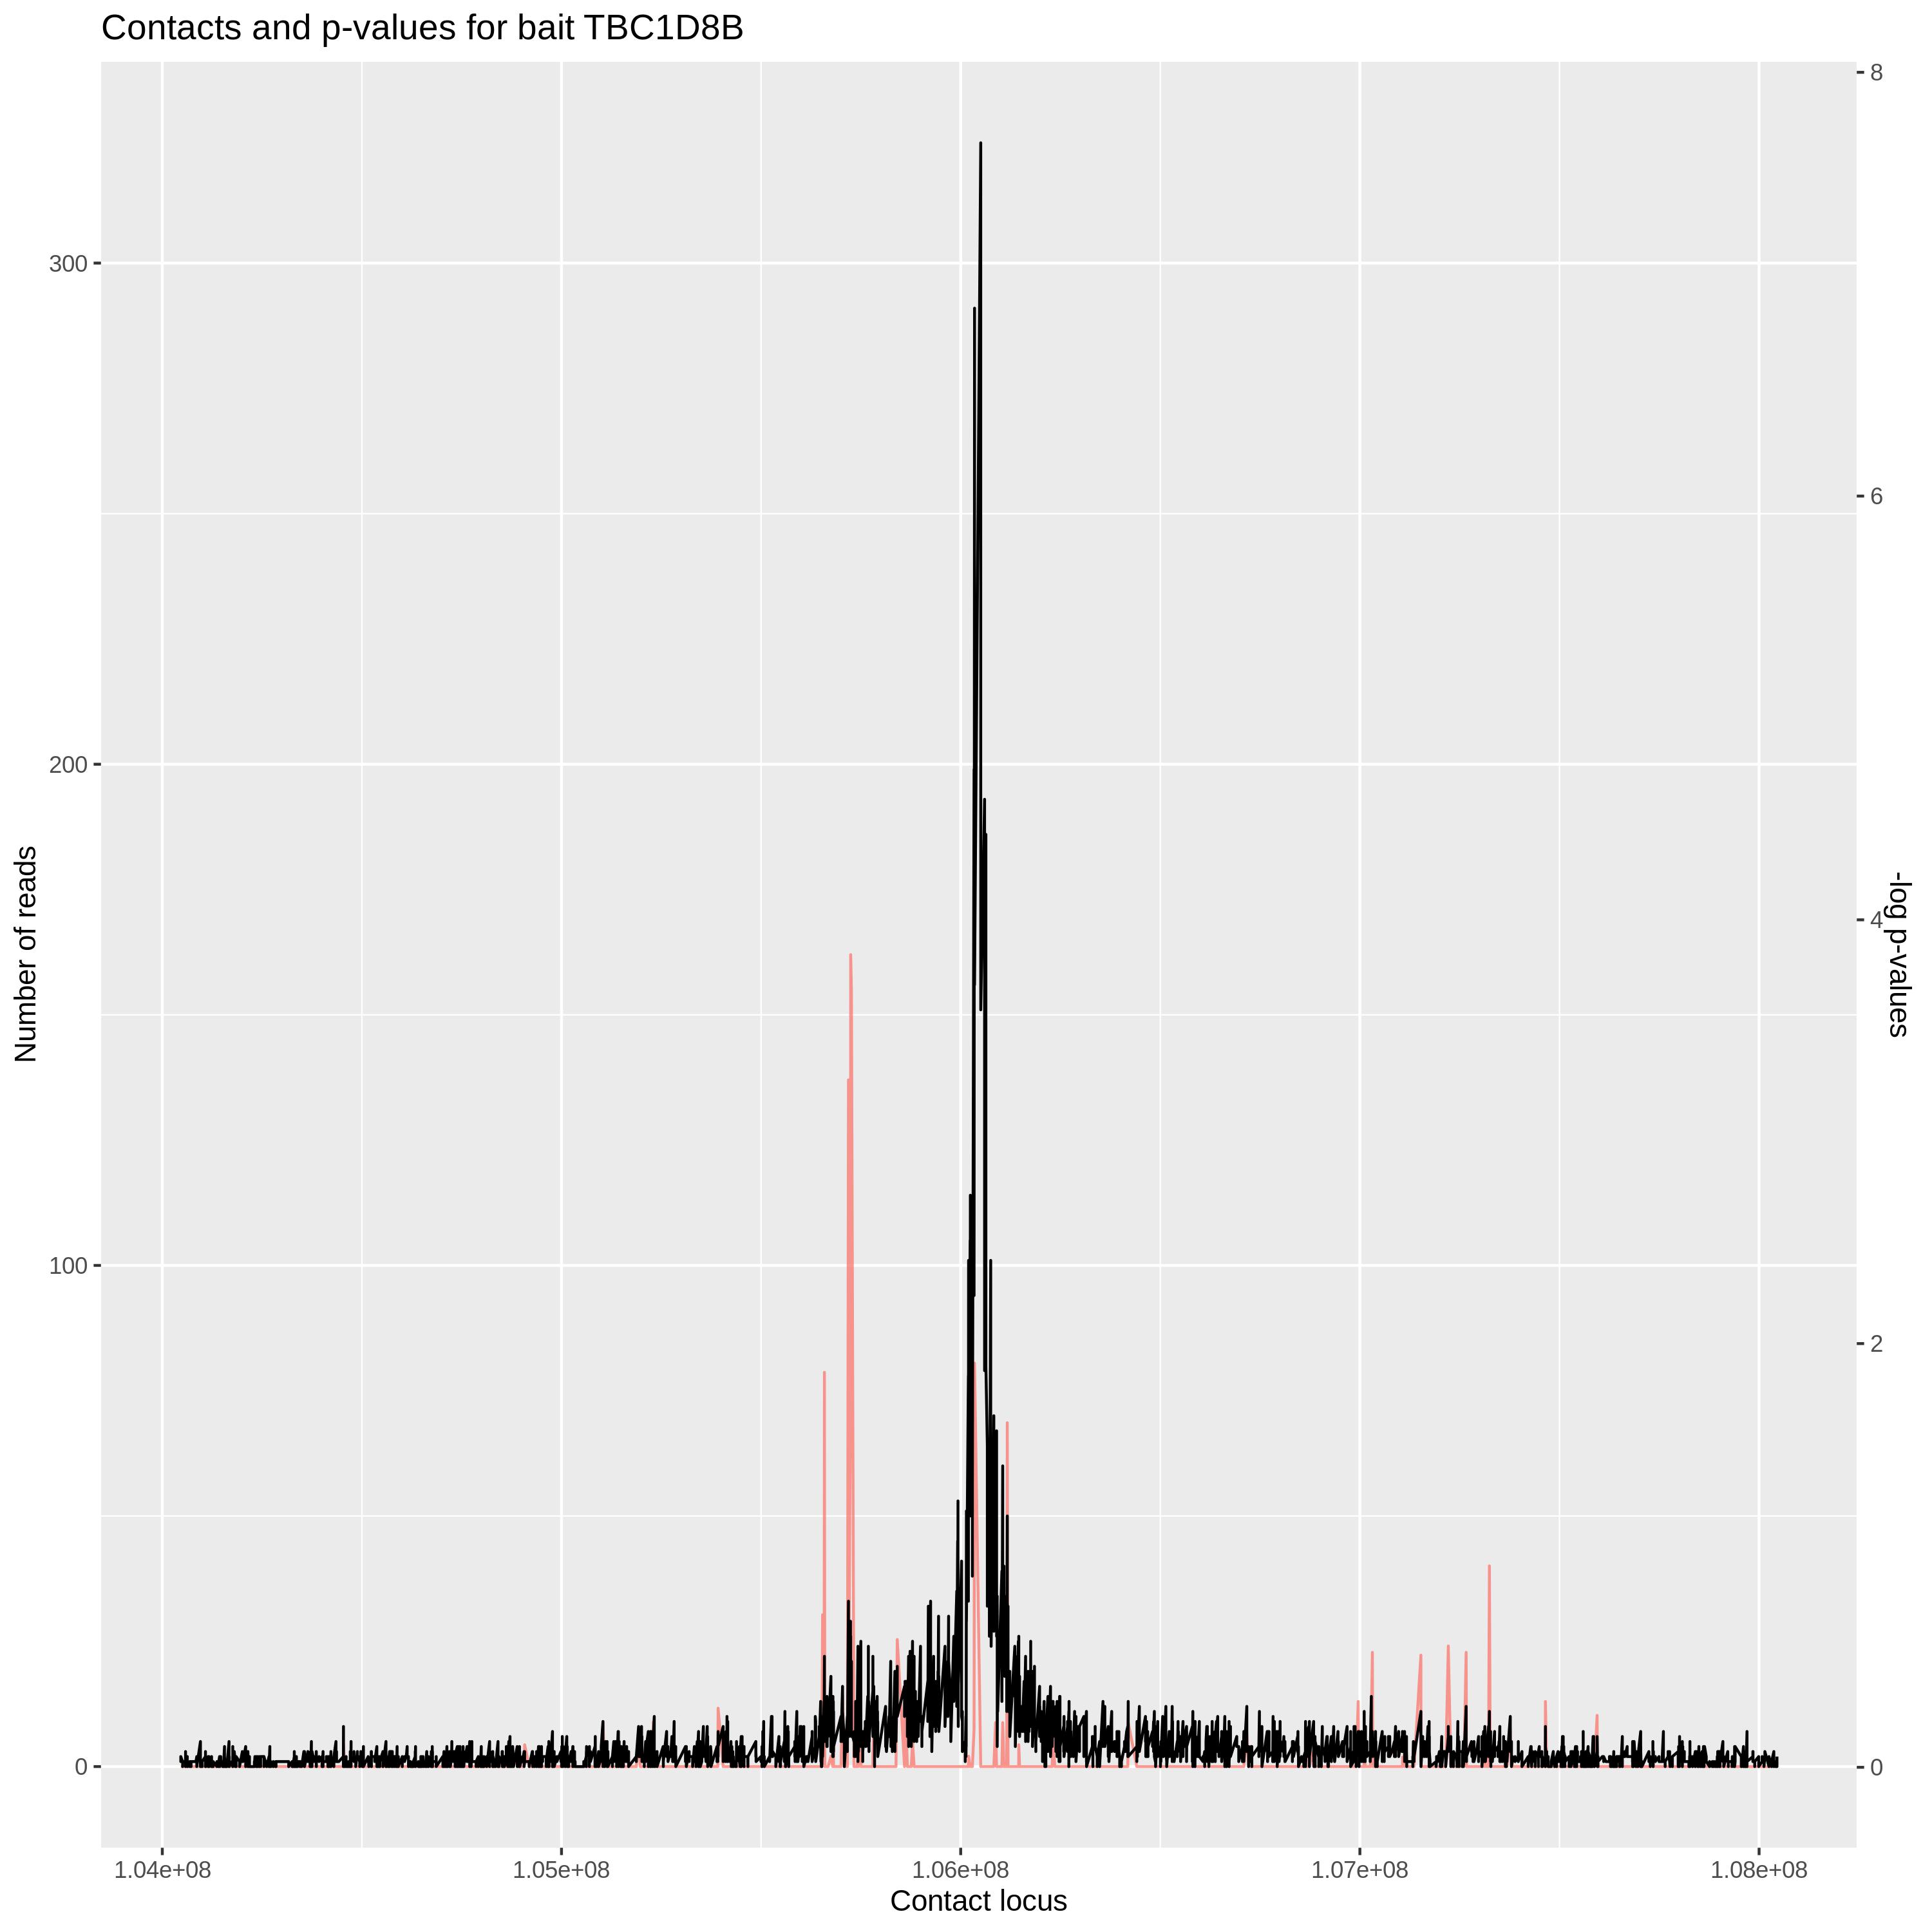 Contacts and p-values for bait TBC1D8B
Number of reads
300
200
100
0
8
6
4
2
0
-log p-values
1.04e+08 1.05e+08 1.06e+08 1.07e+08 1.08e+08
Contact locus